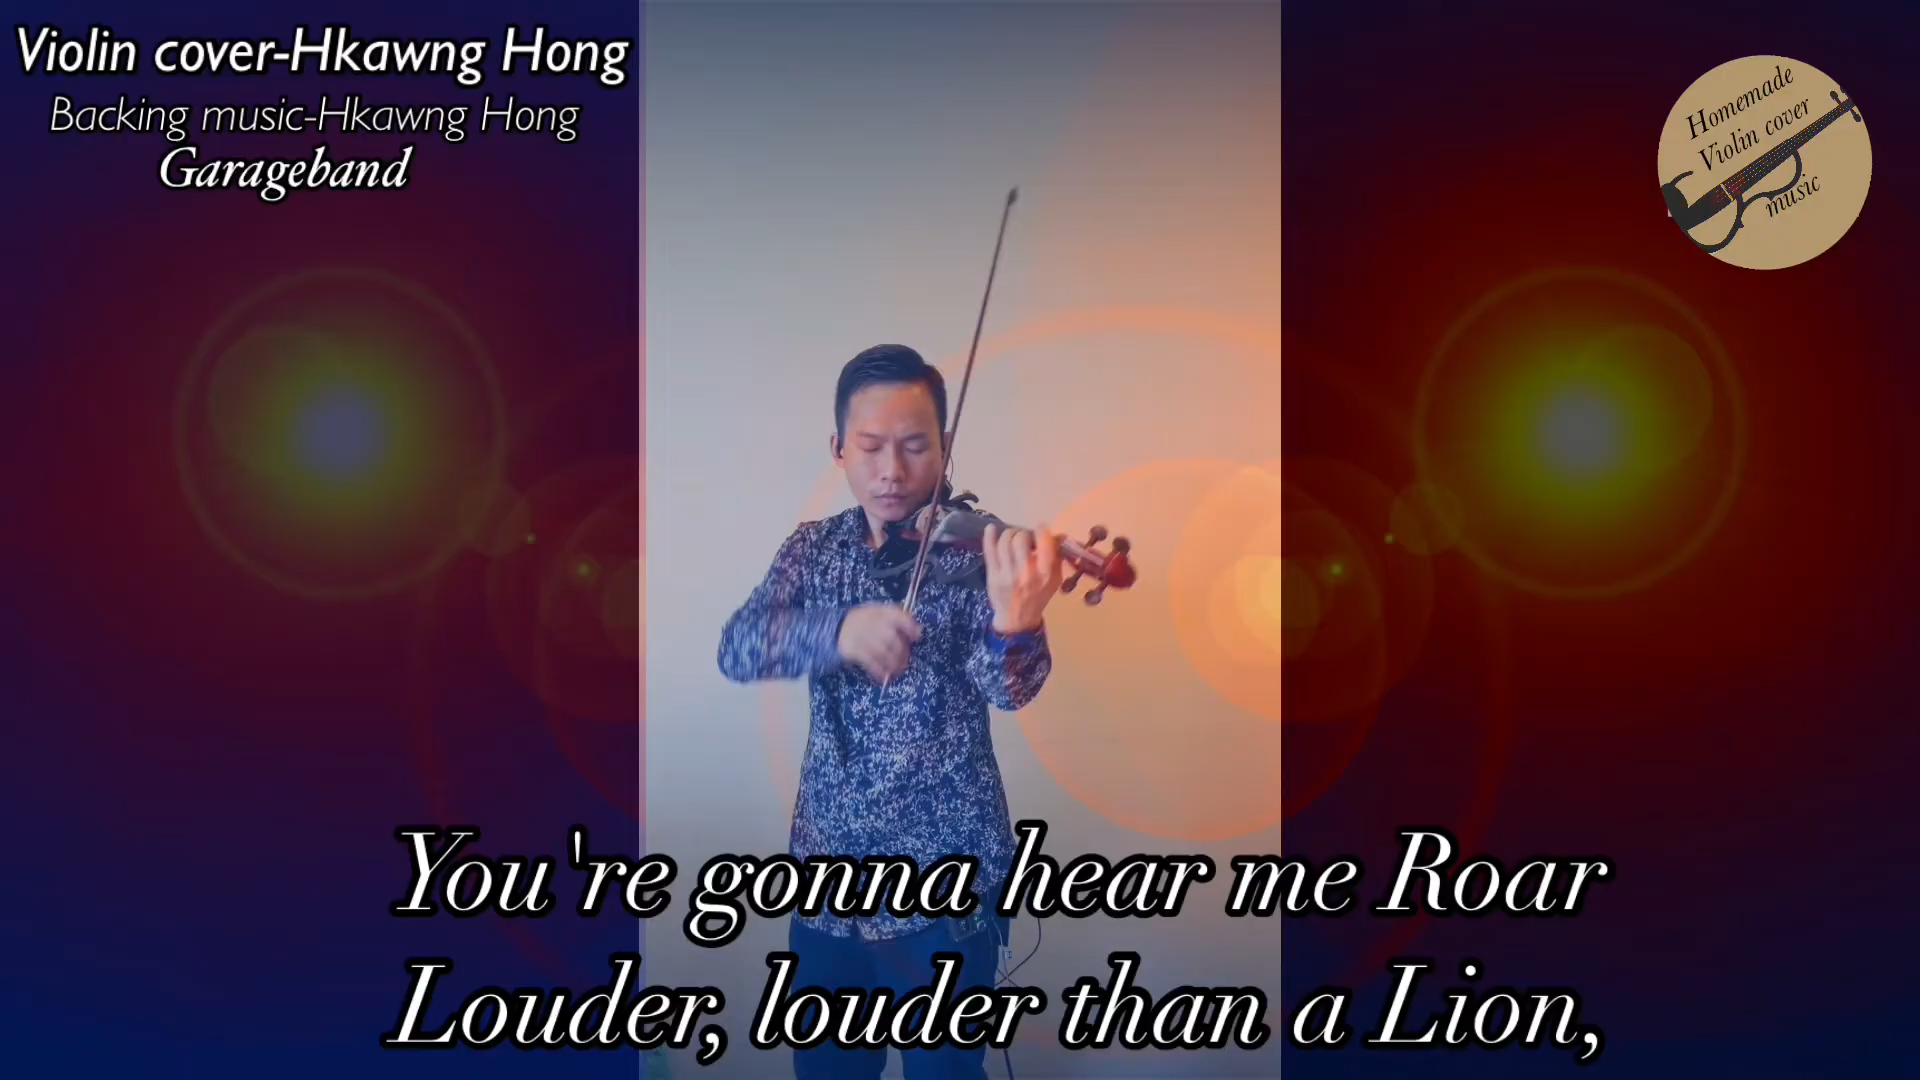 Violin cover-Hkawng Hong
Backing music-Hkawng Hong
Garageband
Homemade
Violin cover
music
You're gonna hear me Roar
Louder, louder than a Lion,